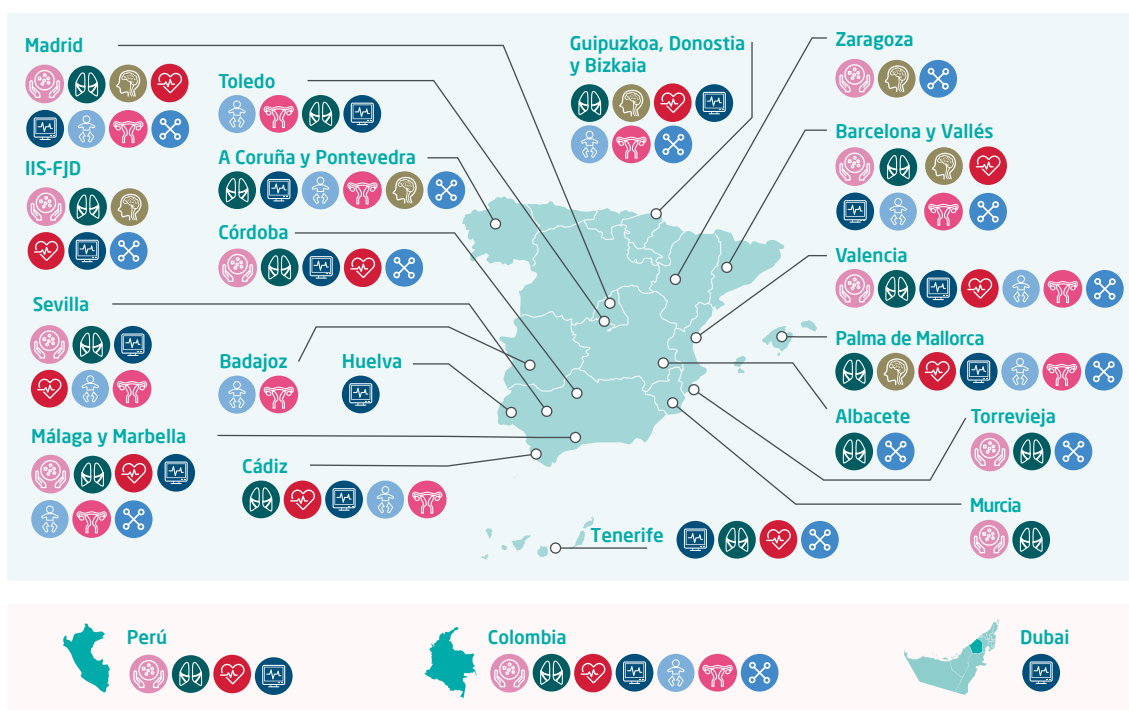 Madrid
Toledo
Guipuzkoa, Donostia
y Bizkaia
Zaragoza
IIS-FJD
A Coruña y Pontevedra
Barcelona y Vallés
Córdoba
Valencia
Sevilla
Badajoz
Huelva
Palma de Mallorca
Málaga y Marbella
Cádiz
Albacete
Torrevieja
Murcia
Tenerife
Perú
Colombia
Dubai